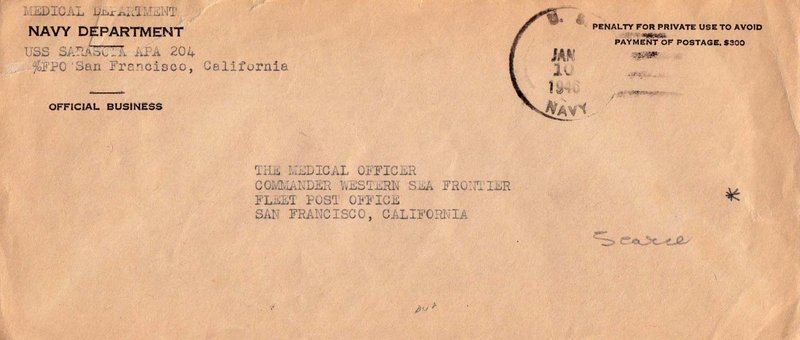 MEDICAL DEPARTMENT
NAVY DEPARTMENT
USS SARASOTA APA 204
%FPO San Francisco, California
OFFICIAL BUSINESS
U. S.
JAN
10
1946
NAVY
PENALTY FOR PRIVATE USE TO AVOID
PAYMENT OF POSTAGE, $300
THE MEDICAL OFFICER
COMMANDER WESTERN SEA FRONTIER
FLEET POST OFFICE
SAN FRANCISCO, CALIFORNIA
*
Scarce